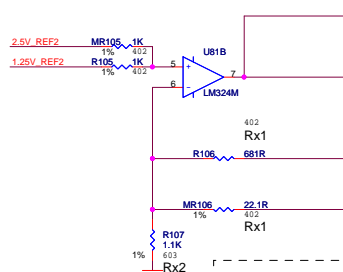 U81B
2.5V_REF2 MR105 1K
1% 402
1.25V_REF2 R105 1K
1% 402
5 + 7
6 -
LM324M
402
Rx1
R106 681R
MR106 22.1R
1% 402
Rx1
R107
1.1K
1% 603
Rx2